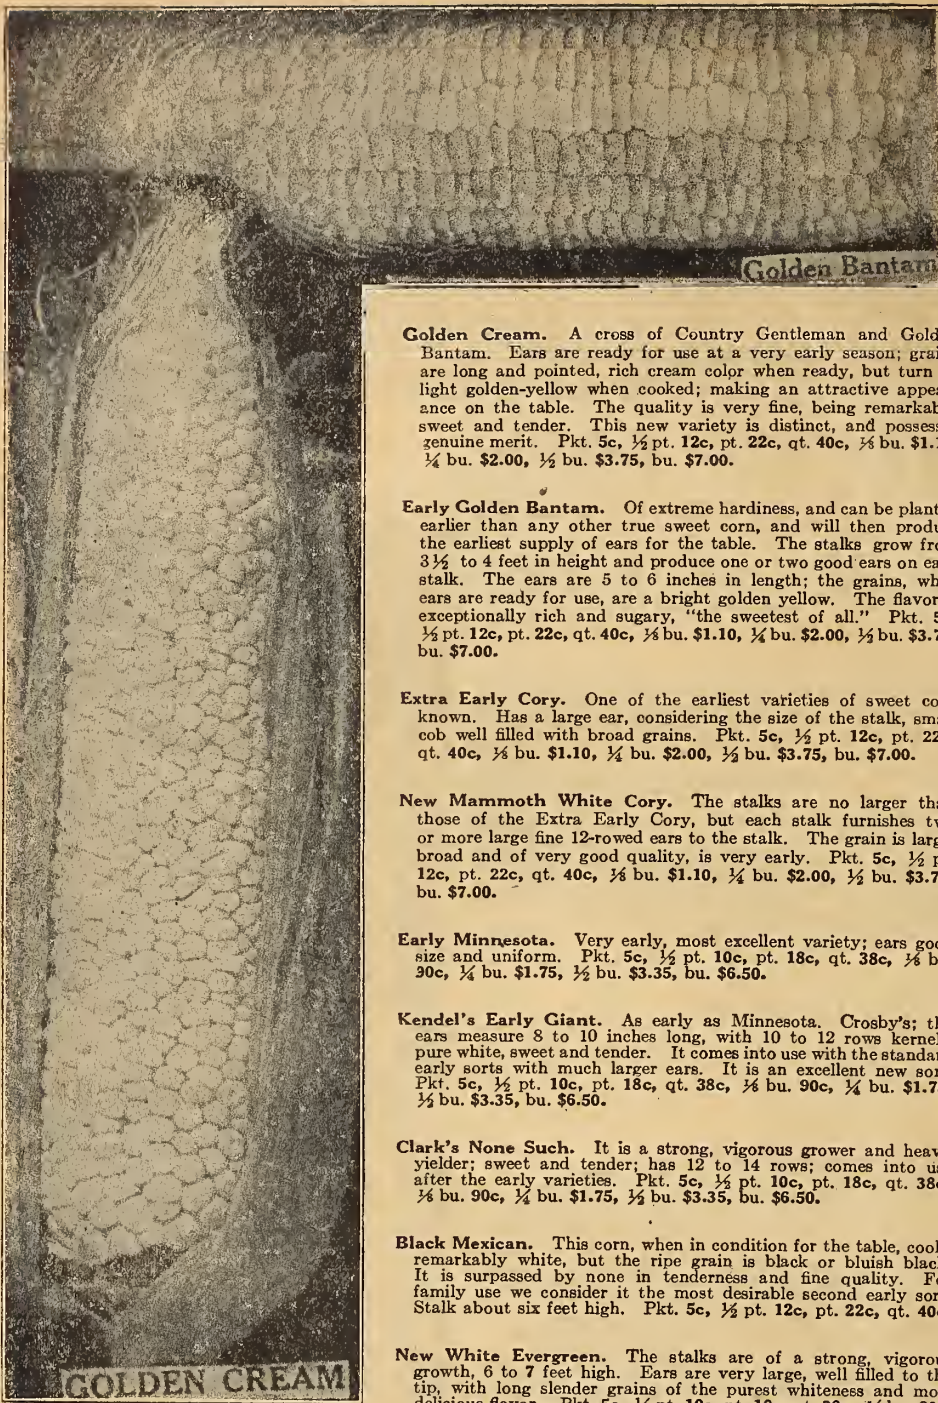 Golden Bantam
Golden Cream. A cross of Country Gentleman and Gold
Bantam. Ears are ready for use at a very early season; grai
are long and pointed, rich cream color when ready, but turn
light golden-yellow when cooked; making an attractive appe
ance on the table. The quality is very fine, being remarkab
sweet and tender. This new variety is distinct, and possess
genuine merit. Pkt. 5c, ½ pt. 12c, pt. 22c, qt. 40c, ⅛ bu. $1.
¼ bu. $2.00, ½ bu. $3.75, bu. $7.00.
Early Golden Bantam. Of extreme hardiness, and can be plant
earlier than any other true sweet corn, and will then produ
the earliest supply of ears for the table. The stalks grow fro
3½ to 4 feet in height and produce one or two good ears on ea
stalk. The ears are 5 to 6 inches in length; the grains, wh
ears are ready for use, are a bright golden yellow. The flavor
exceptionally rich and sugary, "the sweetest of all." Pkt. 5
½ pt. 12c, pt. 22c, qt. 40c, ⅛ bu. $1.10, ¼ bu. $2.00, ½ bu. $3.7
bu. $7.00.
Extra Early Cory. One of the earliest varieties of sweet co
known. Has a large ear, considering the size of the stalk, sma
cob well filled with broad grains. Pkt. 5c, ½ pt. 12c, pt. 22
qt. 40c, ⅛ bu. $1.10, ¼ bu. $2.00, ½ bu. $3.75, bu. $7.00.
New Mammoth White Cory. The stalks are no larger tha
those of the Extra Early Cory, but each stalk furnishes tw
or more large fine 12-rowed ears to the stalk. The grain is larg
broad and of very good quality, is very early. Pkt. 5c, ½ p
12c, pt. 22c, qt. 40c, ⅛ bu. $1.10, ¼ bu. $2.00, ½ bu. $3.7
bu. $7.00.
Early Minnesota. Very early, most excellent variety; ears goo
size and uniform. Pkt. 5c, ½ pt. 10c, pt. 18c, qt. 38c, ⅛ b
90c, ¼ bu. $1.75, ½ bu. $3.35, bu. $6.50.
Kendel's Early Giant. As early as Minnesota. Crosby's; th
ears measure 8 to 10 inches long, with 10 to 12 rows kernel
pure white, sweet and tender. It comes into use with the standar
early sorts with much larger ears. It is an excellent new sor
Pkt. 5c, ½ pt. 10c, pt. 18c, qt. 38c, ⅛ bu. 90c, ¼ bu. $1.7
½ bu. $3.35, bu. $6.50.
Clark's None Such. It is a strong, vigorous grower and heav
yielder; sweet and tender; has 12 to 14 rows; comes into us
after the early varieties. Pkt. 5c, ½ pt. 10c, pt. 18c, qt. 38c
⅛ bu. 90c, ¼ bu. $1.75, ½ bu. $3.35, bu. $6.50.
Black Mexican. This corn, when in condition for the table, cook
remarkably white, but the ripe grain is black or bluish blac
It is surpassed by none in tenderness and fine quality. Fo
family use we consider it the most desirable second early sor
Stalk about six feet high. Pkt. 5c, ½ pt. 12c, pt. 22c, qt. 40
New White Evergreen. The stalks are of a strong, vigorou
growth, 6 to 7 feet high. Ears are very large, well filled to th
tip, with long slender grains of the purest whiteness and mo
GOLDEN CREAM